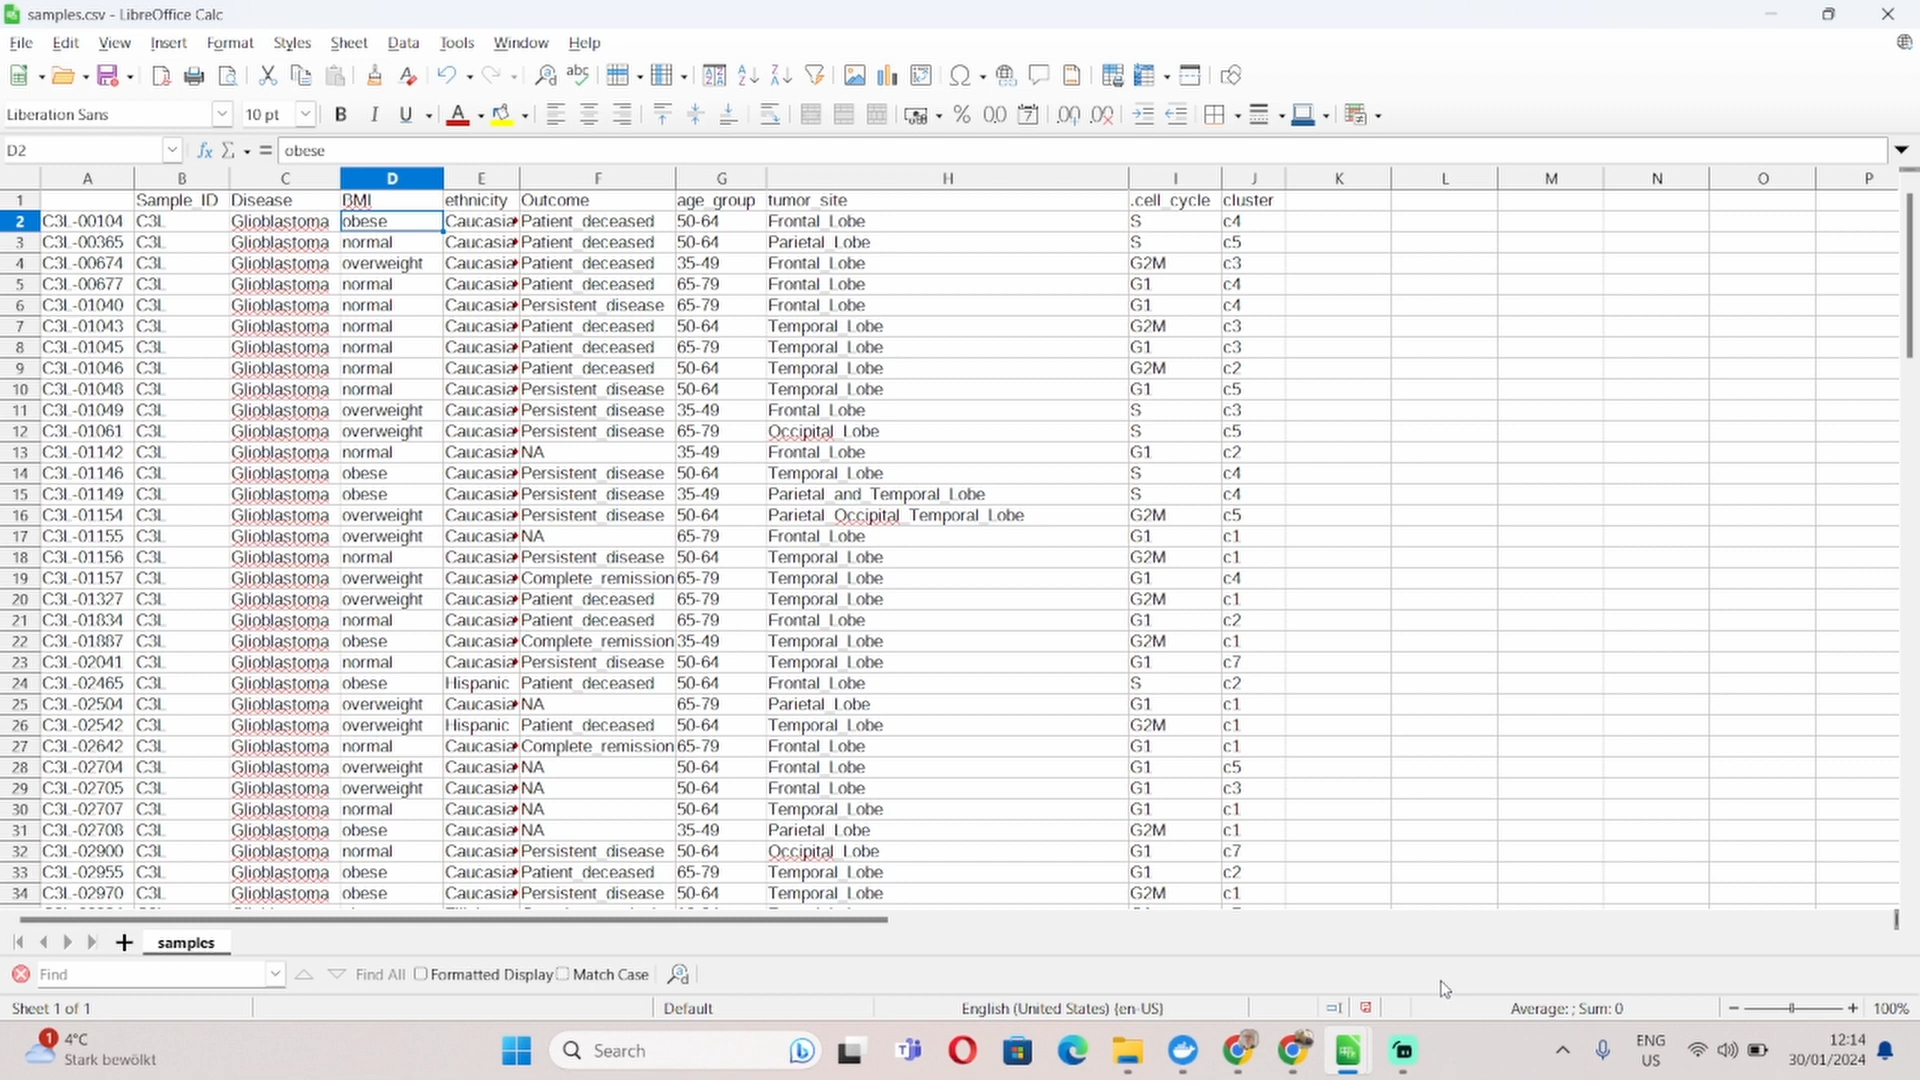 samples.csv - LibreOffice Calc
File Edit View Insert Format Styles Sheet Data Tools Window Help
Liberation Sans 10 pt
D2 obese
A B C D E F G H I J K L M N O P
1 Sample_ID Disease BMI ethnicity Outcome age_group tumor_site .cell_cycle cluster
2 C3L-00104 C3L Glioblastoma obese Caucasia Patient_deceased 50-64 Frontal_Lobe S c4
3 C3L-00365 C3L Glioblastoma normal Caucasia Patient_deceased 50-64 Parietal_Lobe S c5
4 C3L-00674 C3L Glioblastoma overweight Caucasia Patient_deceased 35-49 Frontal_Lobe G2M c3
5 C3L-00677 C3L Glioblastoma normal Caucasia Patient_deceased 65-79 Frontal_Lobe G1 c4
6 C3L-01040 C3L Glioblastoma normal Caucasia Persistent_disease 65-79 Frontal_Lobe G1 c4
7 C3L-01043 C3L Glioblastoma normal Caucasia Patient_deceased 50-64 Temporal_Lobe G2M c3
8 C3L-01045 C3L Glioblastoma normal Caucasia Patient_deceased 65-79 Temporal_Lobe G1 c3
9 C3L-01046 C3L Glioblastoma normal Caucasia Patient_deceased 50-64 Temporal_Lobe G2M c2
10 C3L-01048 C3L Glioblastoma normal Caucasia Persistent_disease 50-64 Temporal_Lobe G1 c5
11 C3L-01049 C3L Glioblastoma overweight Caucasia Persistent_disease 35-49 Frontal_Lobe S c3
12 C3L-01061 C3L Glioblastoma overweight Caucasia Persistent_disease 65-79 Occipital_Lobe S c5
13 C3L-01142 C3L Glioblastoma normal Caucasia NA 35-49 Frontal_Lobe G1 c2
14 C3L-01146 C3L Glioblastoma obese Caucasia Persistent_disease 50-64 Temporal_Lobe S c4
15 C3L-01149 C3L Glioblastoma obese Caucasia Persistent_disease 35-49 Parietal_and_Temporal_Lobe S c4
16 C3L-01154 C3L Glioblastoma overweight Caucasia Persistent_disease 50-64 Parietal_Occipital_Temporal_Lobe G2M c5
17 C3L-01155 C3L Glioblastoma overweight Caucasia NA 65-79 Frontal_Lobe G1 c1
18 C3L-01156 C3L Glioblastoma normal Caucasia Persistent_disease 50-64 Temporal_Lobe G2M c1
19 C3L-01157 C3L Glioblastoma overweight Caucasia Complete_remission 65-79 Temporal_Lobe G1 c4
20 C3L-01327 C3L Glioblastoma overweight Caucasia Patient_deceased 65-79 Temporal_Lobe G2M c1
21 C3L-01834 C3L Glioblastoma normal Caucasia Patient_deceased 65-79 Frontal_Lobe G1 c2
22 C3L-01887 C3L Glioblastoma obese Caucasia Complete_remission 35-49 Temporal_Lobe G2M c1
23 C3L-02041 C3L Glioblastoma normal Caucasia Persistent_disease 50-64 Temporal_Lobe G1 c7
24 C3L-02465 C3L Glioblastoma obese Hispanic Patient_deceased 50-64 Frontal_Lobe S c2
25 C3L-02504 C3L Glioblastoma overweight Caucasia NA 65-79 Parietal_Lobe G1 c1
26 C3L-02542 C3L Glioblastoma overweight Hispanic Patient_deceased 50-64 Temporal_Lobe G2M c1
27 C3L-02642 C3L Glioblastoma normal Caucasia Complete_remission 65-79 Frontal_Lobe G1 c1
28 C3L-02704 C3L Glioblastoma overweight Caucasia NA 50-64 Frontal_Lobe G1 c5
29 C3L-02705 C3L Glioblastoma overweight Caucasia NA 50-64 Frontal_Lobe G1 c3
30 C3L-02707 C3L Glioblastoma normal Caucasia NA 50-64 Temporal_Lobe G1 c1
31 C3L-02708 C3L Glioblastoma obese Caucasia NA 35-49 Parietal_Lobe G2M c1
32 C3L-02900 C3L Glioblastoma normal Caucasia Persistent_disease 50-64 Occipital_Lobe G1 c7
33 C3L-02955 C3L Glioblastoma obese Caucasia Patient_deceased 65-79 Temporal_Lobe G1 c2
34 C3L-02970 C3L Glioblastoma obese Caucasia Persistent_disease 50-64 Temporal_Lobe G2M c1
samples
Find Find All Formatted Display Match Case
Sheet 1 of 1 Default English (United States) {en-US} Average: ; Sum: 0 100%
1 4°C Stark bewölkt
Search
ENG US
12:14
30/01/2024